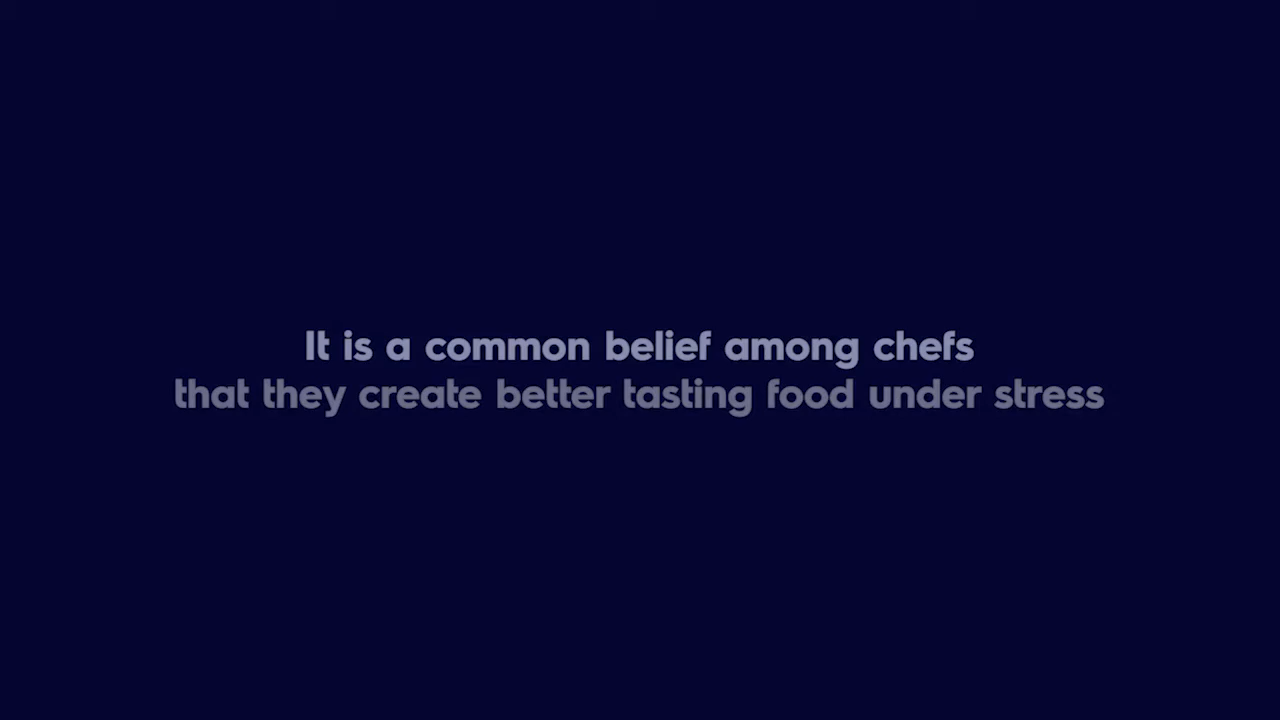 It is a common belief among chefs
that they create better tasting food under stress